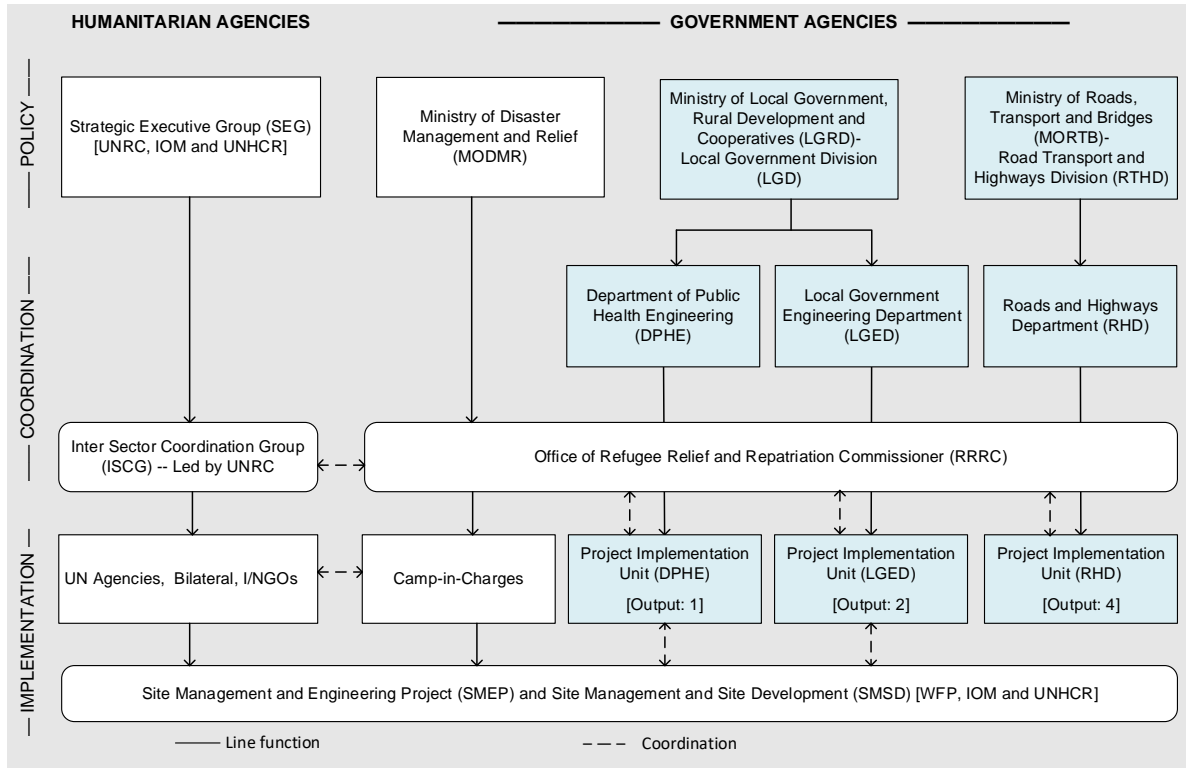 HUMANITARIAN AGENCIES
GOVERNMENT AGENCIES
POLICY
Strategic Executive Group (SEG)
[UNRC, IOM and UNHCR]
Ministry of Disaster
Management and Relief
(MODMR)
Ministry of Local Government,
Rural Development and
Cooperatives (LGRD)-
Local Government Division
(LGD)
Ministry of Roads,
Transport and Bridges
(MORTB)-
Road Transport and
Highways Division (RTHD)
COORDINATION
Department of Public
Health Engineering
(DPHE)
Local Government
Engineering Department
(LGED)
Roads and Highways
Department (RHD)
Inter Sector Coordination Group
(ISCG) -- Led by UNRC
Office of Refugee Relief and Repatriation Commissioner (RRRC)
IMPLEMENTATION
UN Agencies, Bilateral, I/NGOs
Camp-in-Charges
Project Implementation
Unit (DPHE)
[Output: 1]
Project Implementation
Unit (LGED)
[Output: 2]
Project Implementation
Unit (RHD)
[Output: 4]
Site Management and Engineering Project (SMEP) and Site Management and Site Development (SMSD) [WFP, IOM and UNHCR]
Line function
Coordination